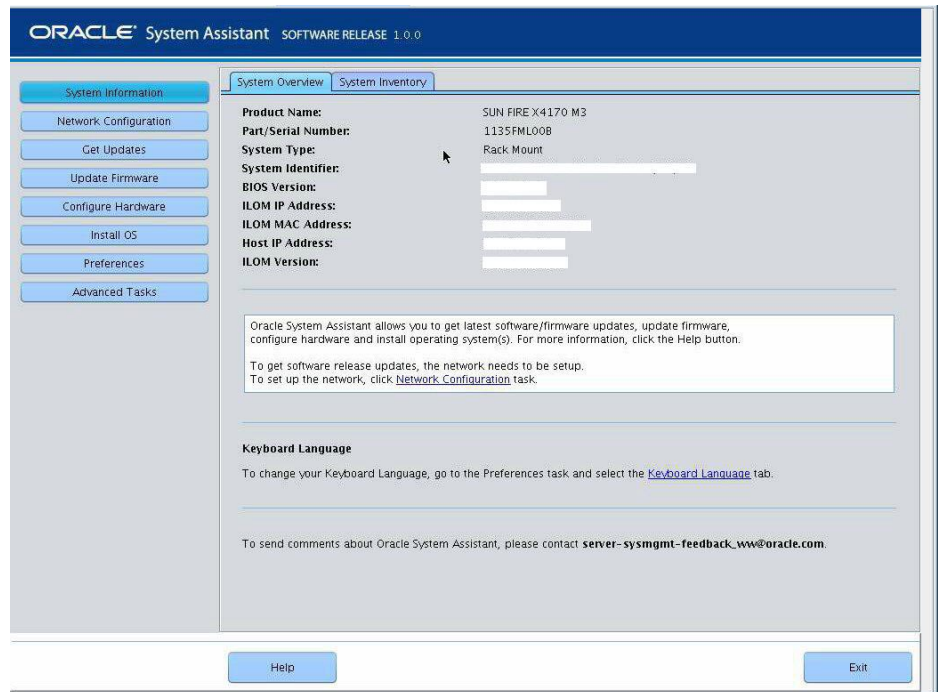 ORACLE® System Assistant SOFTWARE RELEASE 1.0.0
System Overview System Inventory
System Information
Network Configuration
Get Updates
Update Firmware
Configure Hardware
Install OS
Preferences
Advanced Tasks
Product Name: SUN FIRE X4170 M3
Part/Serial Number: 1135FML00B
System Type: Rack Mount
System Identifier:
BIOS Version:
ILOM IP Address:
ILOM MAC Address:
Host IP Address:
ILOM Version:
Oracle System Assistant allows you to get latest software/firmware updates, update firmware,
configure hardware and install operating system(s). For more information, click the Help button.
To get software release updates, the network needs to be setup.
To set up the network, click Network Configuration task.
Keyboard Language
To change your Keyboard Language, go to the Preferences task and select the Keyboard Language tab.
To send comments about Oracle System Assistant, please contact server-sysmgmt-feedback_ww@oracle.com.
Help Exit